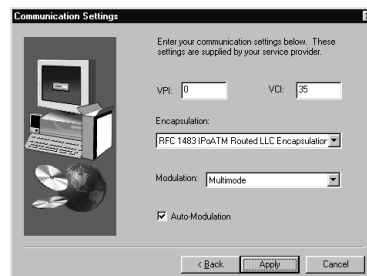 Communication Settings
Enter your communication settings below. These
settings are supplied by your service provider.
VPI: 0 VCI: 35
Encapsulation:
RFC 1483 IPoATM Routed LLC Encapsulation
Modulation: Multimode
Auto-Modulation
< Back Apply Cancel